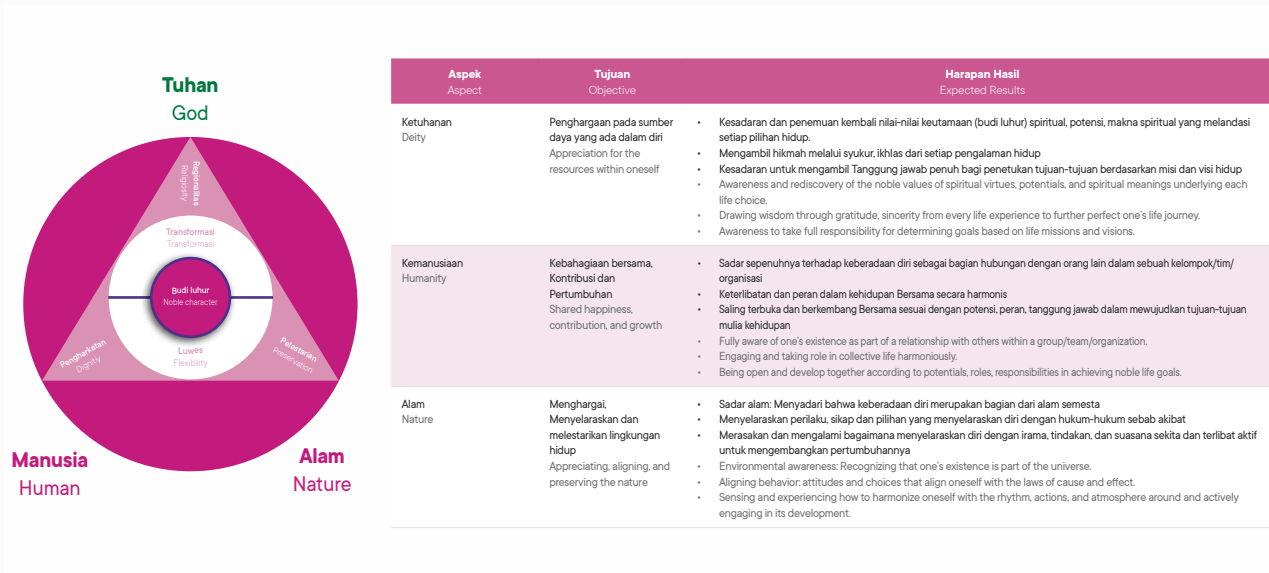 Tuhan
God
Regionalitas
Religiosity
Transformasi
Transformasi
Budi luhur
Noble character
Luwes
Flexibility
Pengharkatan
Dignity
Pelestarian
Preservation
Manusia
Human
Alam
Nature
Aspek
Aspect
Tujuan
Objective
Harapan Hasil
Expected Results
Ketuhanan
Deity
Penghargaan pada sumber
daya yang ada dalam diri
Appreciation for the
resources within oneself
• Kesadaran dan penemuan kembali nilai-nilai keutamaan (budi luhur) spiritual, potensi, makna spiritual yang melandasi
setiap pilihan hidup.
• Mengambil hikmah melalui syukur, ikhlas dari setiap pengalaman hidup
• Kesadaran untuk mengambil Tanggung jawab penuh bagi penetukan tujuan-tujuan berdasarkan misi dan visi hidup
• Awareness and rediscovery of the noble values of spiritual virtues, potentials, and spiritual meanings underlying each
life choice.
• Drawing wisdom through gratitude, sincerity from every life experience to further perfect one's life journey.
• Awareness to take full responsibility for determining goals based on life missions and visions.
Kemanusiaan
Humanity
Kebahagiaan bersama,
Kontribusi dan
Pertumbuhan
Shared happiness,
contribution, and growth
• Sadar sepenuhnya terhadap keberadaan diri sebagai bagian hubungan dengan orang lain dalam sebuah kelompok/tim/
organisasi
• Keterlibatan dan peran dalam kehidupan Bersama secara harmonis
• Saling terbuka dan berkembang Bersama sesuai dengan potensi, peran, tanggung jawab dalam mewujudkan tujuan-tujuan
mulia kehidupan
• Fully aware of one's existence as part of a relationship with others within a group/team/organization.
• Engaging and taking role in collective life harmoniously.
• Being open and develop together according to potentials, roles, responsibilities in achieving noble life goals.
Alam
Nature
Menghargai,
Menyelaraskan dan
melestarikan lingkungan
hidup
Appreciating, aligning, and
preserving the nature
• Sadar alam: Menyadari bahwa keberadaan diri merupakan bagian dari alam semesta
• Menyelaraskan perilaku, sikap dan pilihan yang menyelaraskan diri dengan hukum-hukum sebab akibat
• Merasakan dan mengalami bagaimana menyelaraskan diri dengan irama, tindakan, dan suasana sekita dan terlibat aktif
untuk mengembangkan pertumbuhannya
• Environmental awareness: Recognizing that one's existence is part of the universe.
• Aligning behavior: attitudes and choices that align oneself with the laws of cause and effect.
• Sensing and experiencing how to harmonize oneself with the rhythm, actions, and atmosphere around and actively
engaging in its development.